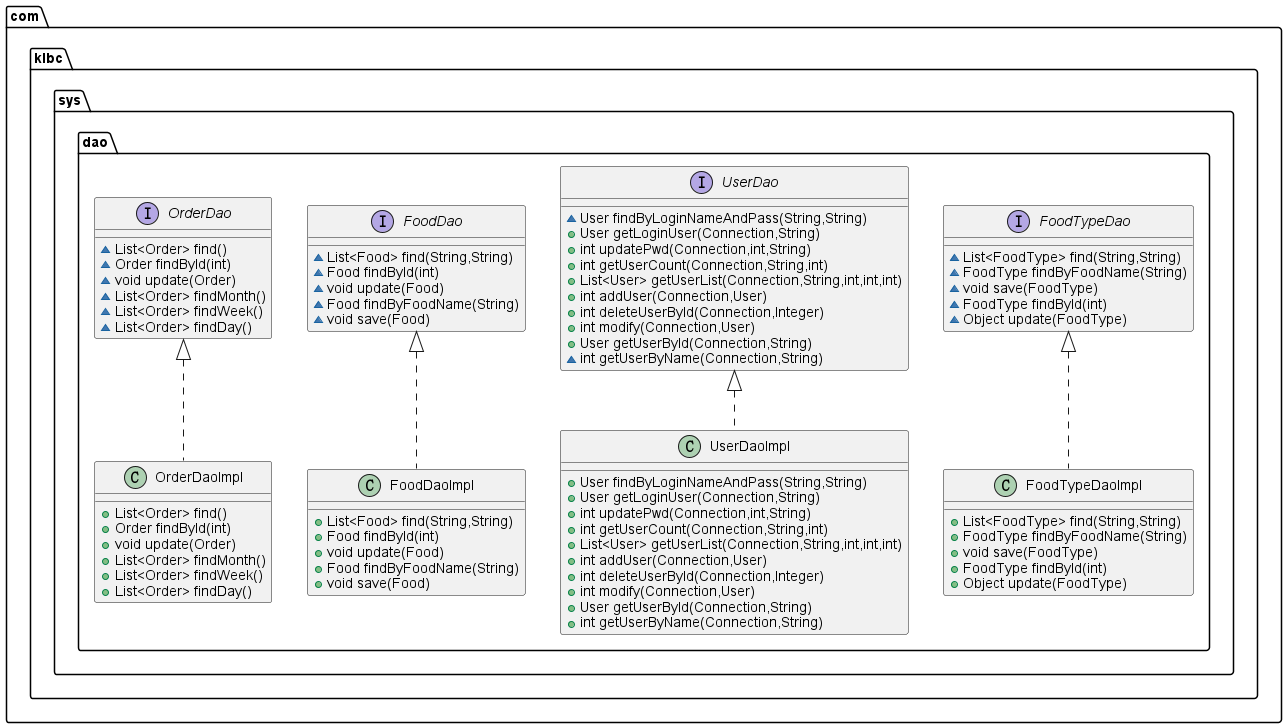 com
klbc
sys
dao
I OrderDao
List<Order> find()
Order findById(int)
void update(Order)
List<Order> findMonth()
List<Order> findWeek()
List<Order> findDay()
I FoodDao
List<Food> find(String,String)
Food findById(int)
void update(Food)
Food findByFoodName(String)
void save(Food)
I UserDao
User findByLoginNameAndPass(String,String)
User getLoginUser(Connection,String)
int updatePwd(Connection,int,String)
int getUserCount(Connection,String,int)
List<User> getUserList(Connection,String,int,int,int)
int addUser(Connection,User)
int deleteUserById(Connection,Integer)
int modify(Connection,User)
User getUserById(Connection,String)
int getUserByName(Connection,String)
I FoodTypeDao
List<FoodType> find(String,String)
FoodType findByFoodName(String)
void save(FoodType)
FoodType findById(int)
Object update(FoodType)
C OrderDaoImpl
List<Order> find()
Order findById(int)
void update(Order)
List<Order> findMonth()
List<Order> findWeek()
List<Order> findDay()
C FoodDaoImpl
List<Food> find(String,String)
Food findById(int)
void update(Food)
Food findByFoodName(String)
void save(Food)
C UserDaoImpl
User findByLoginNameAndPass(String,String)
User getLoginUser(Connection,String)
int updatePwd(Connection,int,String)
int getUserCount(Connection,String,int)
List<User> getUserList(Connection,String,int,int,int)
int addUser(Connection,User)
int deleteUserById(Connection,Integer)
int modify(Connection,User)
User getUserById(Connection,String)
int getUserByName(Connection,String)
C FoodTypeDaoImpl
List<FoodType> find(String,String)
FoodType findByFoodName(String)
void save(FoodType)
FoodType findById(int)
Object update(FoodType)